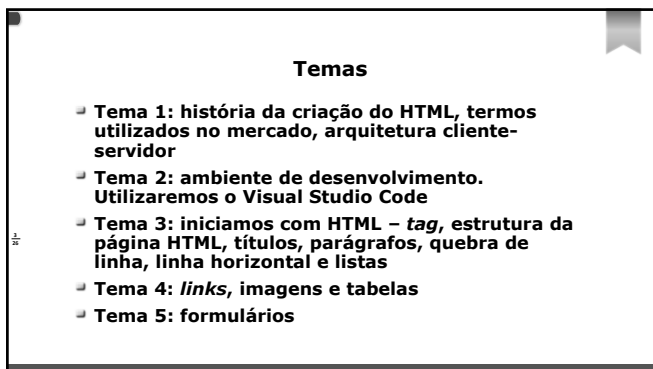 Temas
Tema 1: história da criação do HTML, termos
utilizados no mercado, arquitetura cliente-
servidor
Tema 2: ambiente de desenvolvimento.
Utilizaremos o Visual Studio Code
Tema 3: iniciamos com HTML – tag, estrutura da
página HTML, títulos, parágrafos, quebra de
linha, linha horizontal e listas
Tema 4: links, imagens e tabelas
Tema 5: formulários
3
26